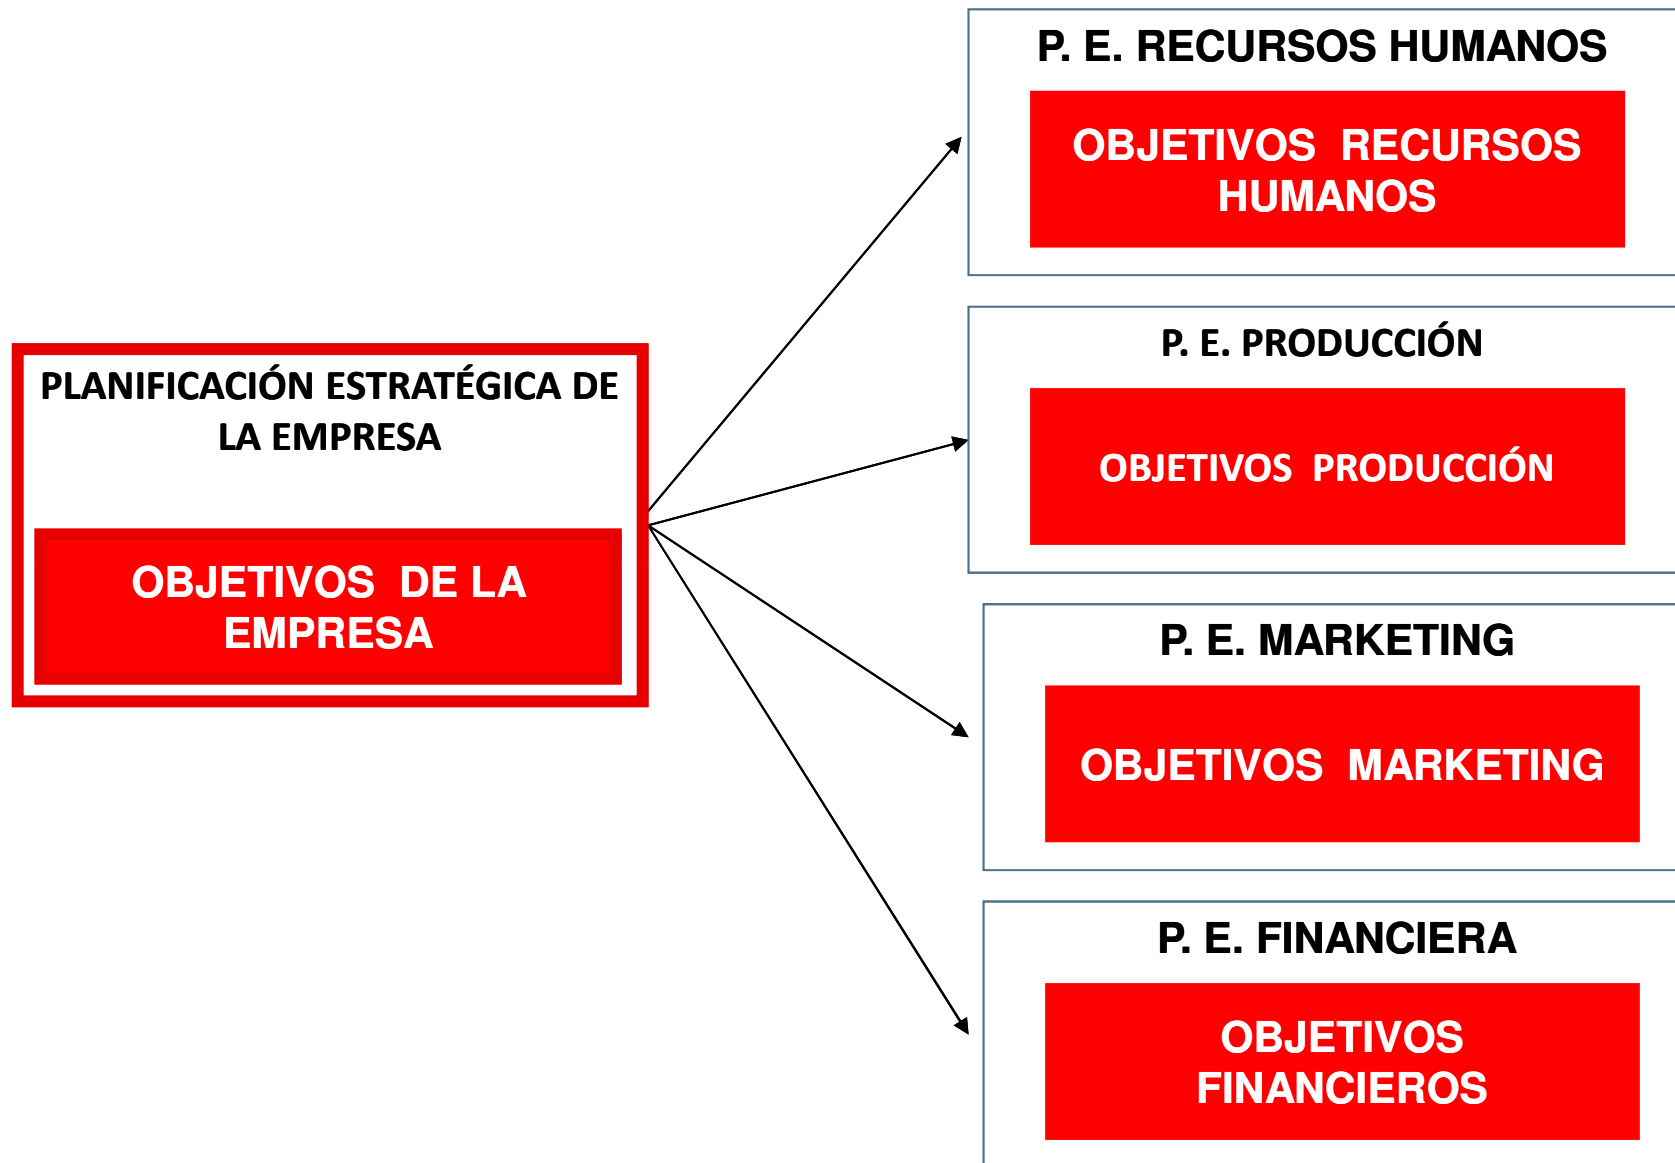 PLANIFICACIÓN ESTRATÉGICA DE
LA EMPRESA
OBJETIVOS DE LA
EMPRESA
P. E. RECURSOS HUMANOS
OBJETIVOS RECURSOS
HUMANOS
P. E. PRODUCCIÓN
OBJETIVOS PRODUCCIÓN
P. E. MARKETING
OBJETIVOS MARKETING
P. E. FINANCIERA
OBJETIVOS
FINANCIEROS